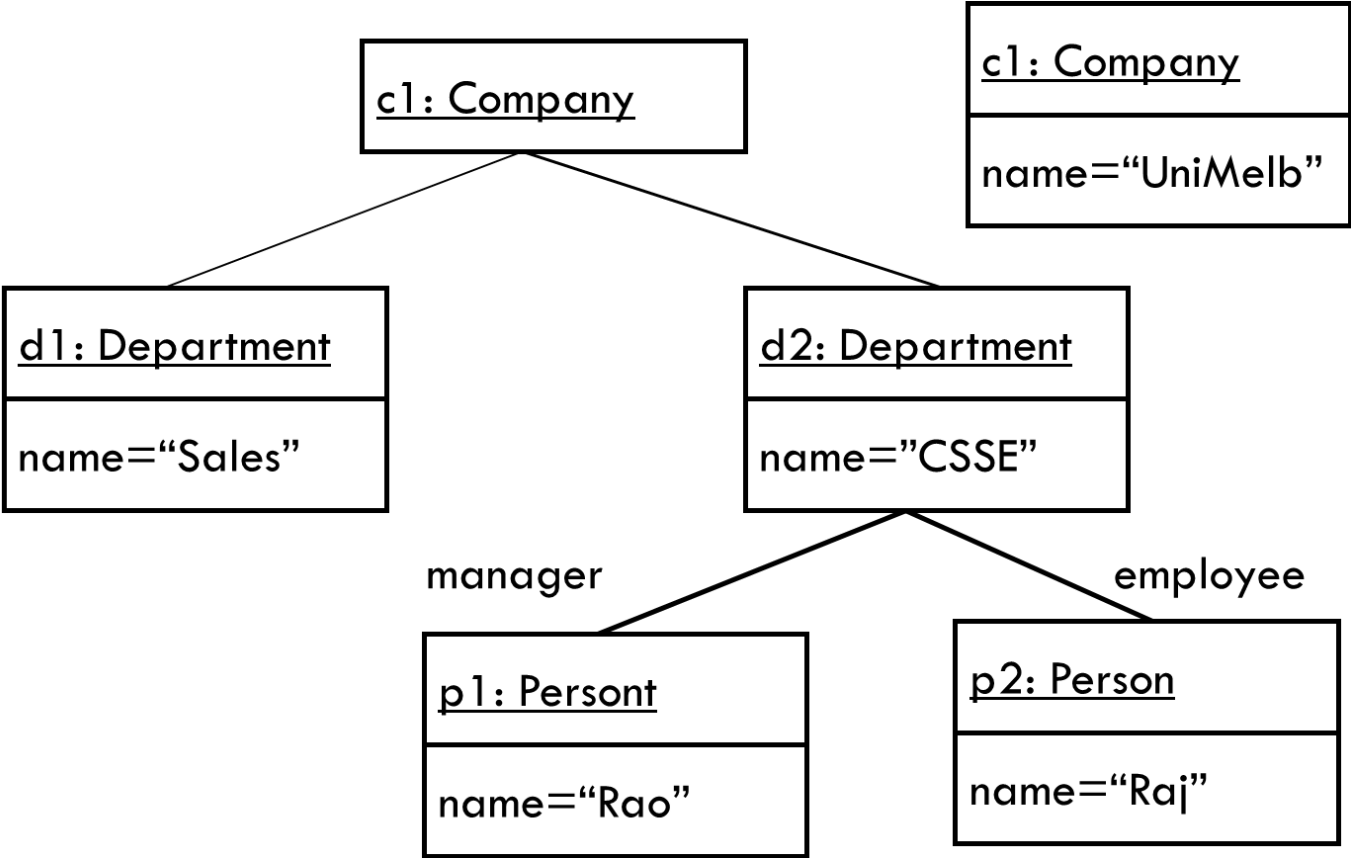 c1: Company
c1: Company
name=“UniMelb”
d1: Department
name=“Sales”
d2: Department
name=”CSSE”
manager
employee
p1: Persont
name=“Rao”
p2: Person
name=“Raj”